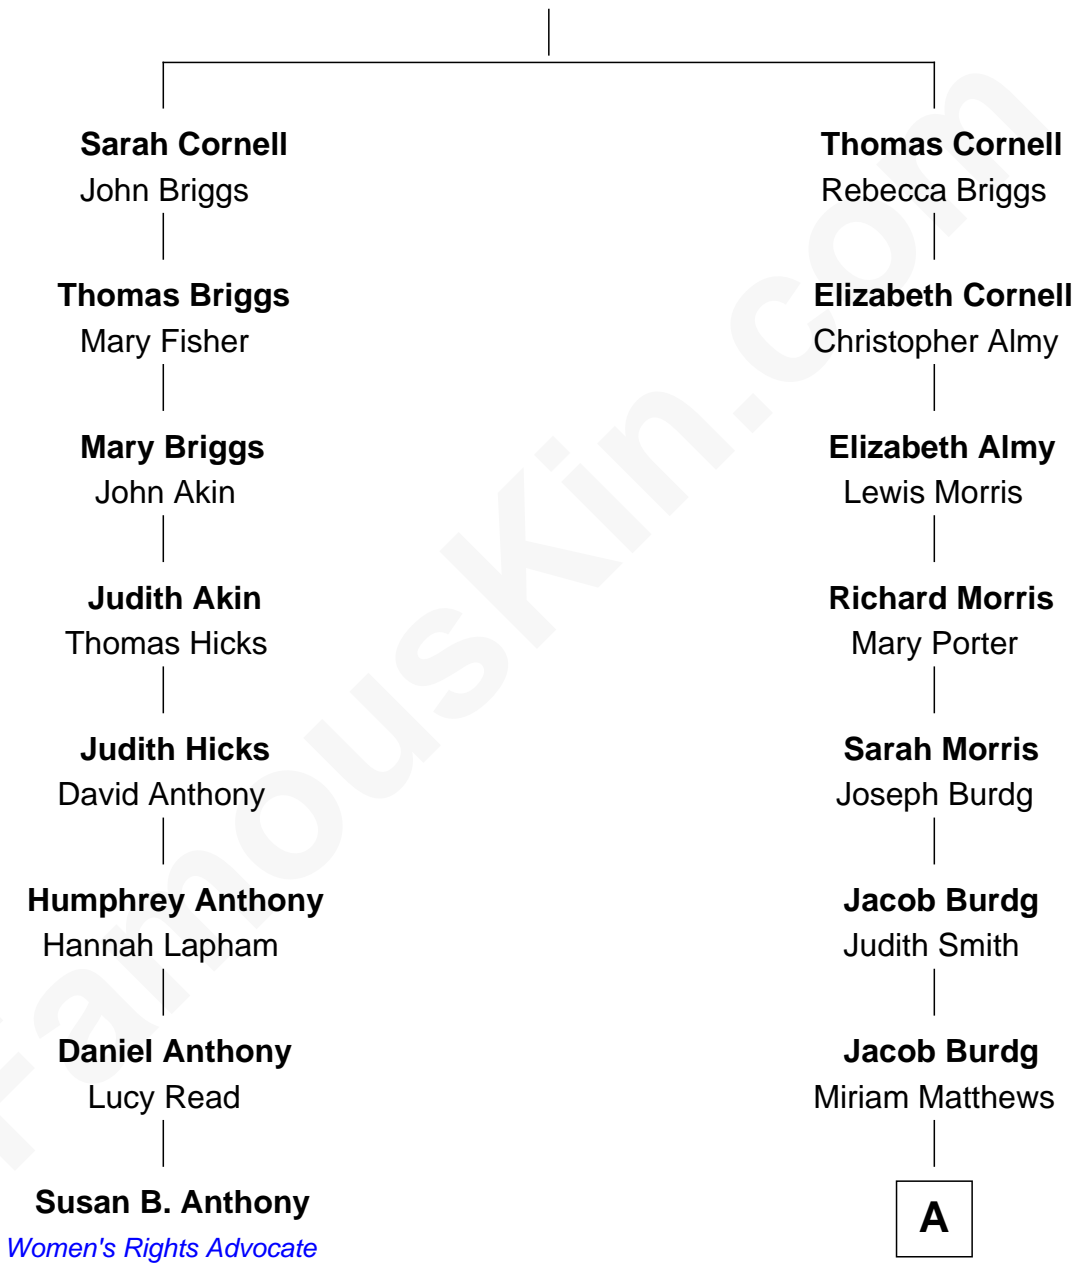 Sarah Cornell
John Briggs
Thomas Briggs
Mary Fisher
Mary Briggs
John Akin
Judith Akin
Thomas Hicks
Judith Hicks
David Anthony
Humphrey Anthony
Hannah Lapham
Daniel Anthony
Lucy Read
Susan B. Anthony
Women's Rights Advocate
Thomas Cornell
Rebecca Briggs
Elizabeth Cornell
Christopher Almy
Elizabeth Almy
Lewis Morris
Richard Morris
Mary Porter
Sarah Morris
Joseph Burdg
Jacob Burdg
Judith Smith
Jacob Burdg
Miriam Matthews
A
FamousKin.com